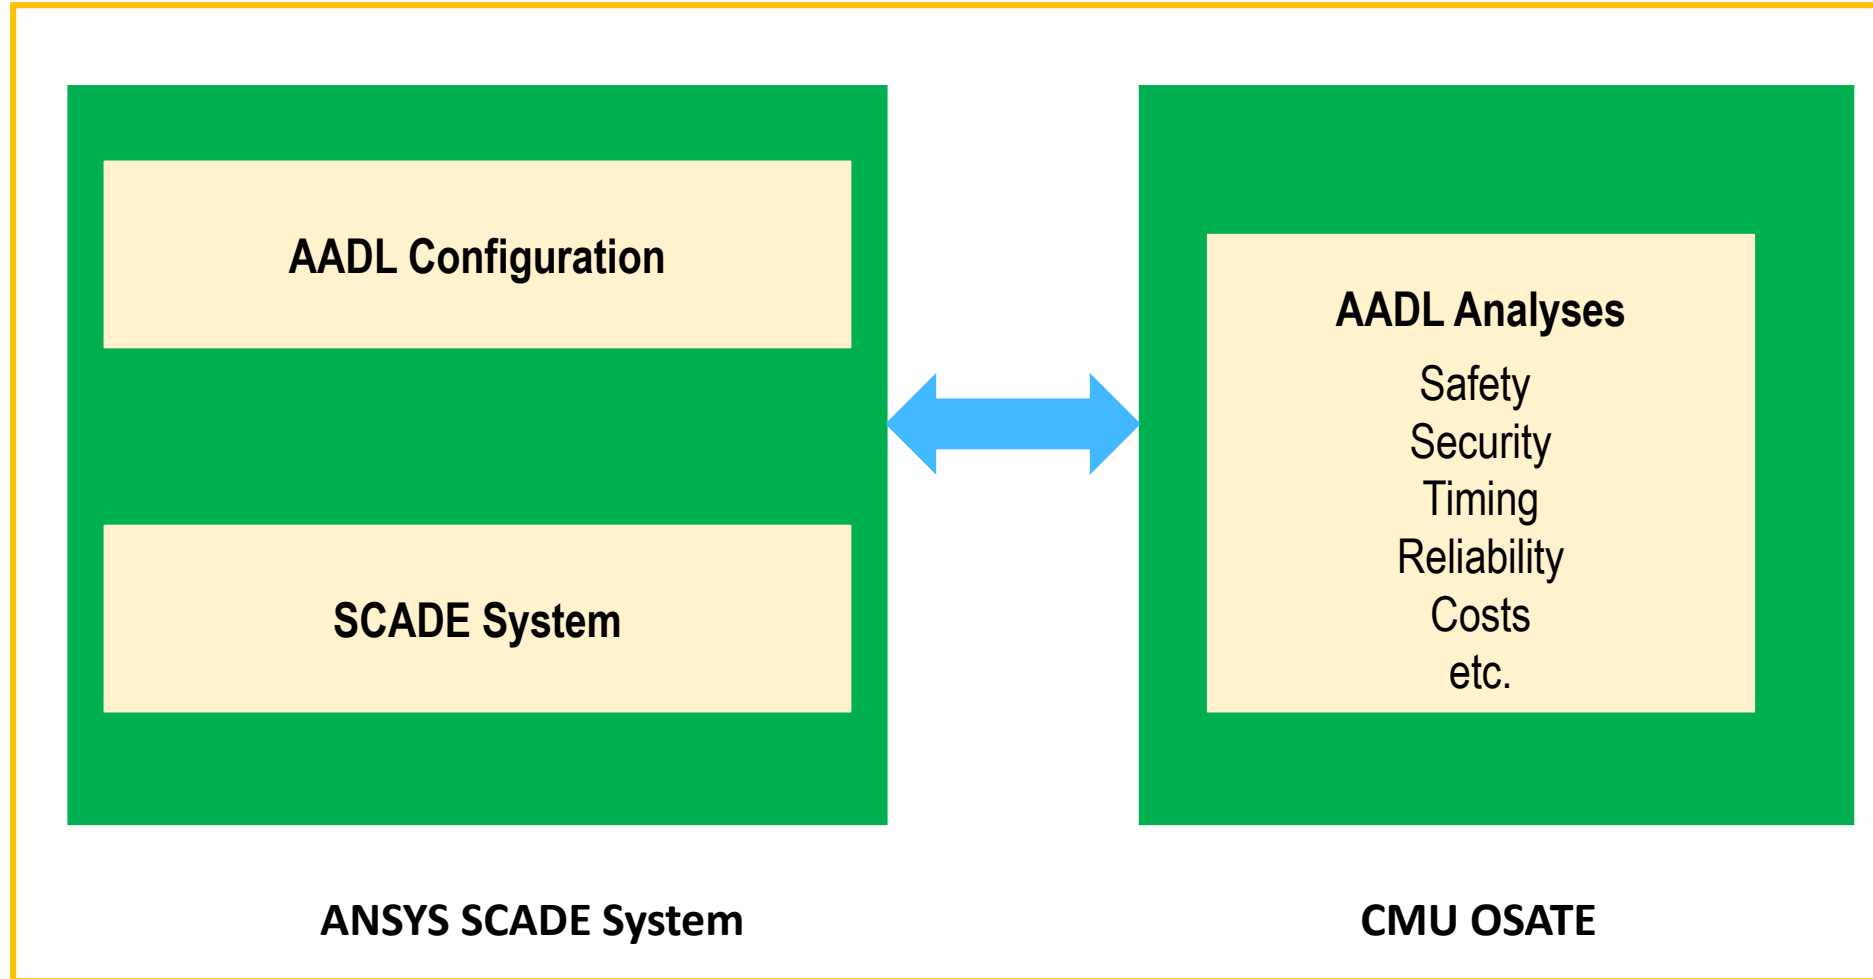 AADL Configuration
SCADE System
AADL Analyses
Safety
Security
Timing
Reliability
Costs
etc.
ANSYS SCADE System
CMU OSATE